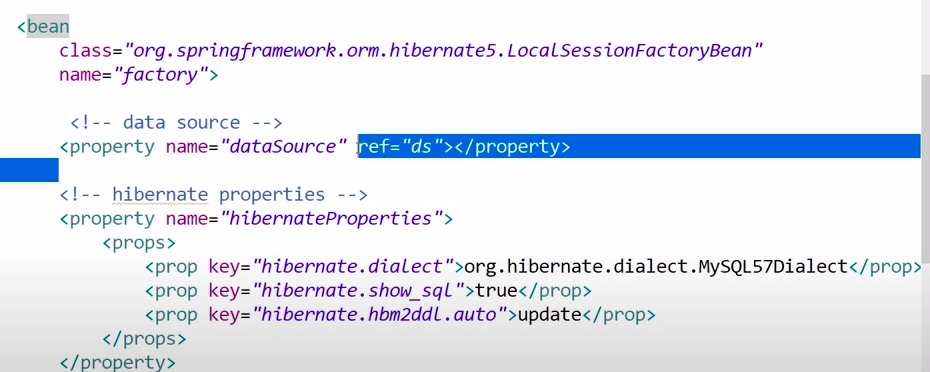 <bean
class="org.springframework.orm.hibernate5.LocalSessionFactoryBean"
name="factory">
<!-- data source -->
<property name="dataSource" ref="ds"></property>
<!-- hibernate properties -->
<property name="hibernateProperties">
<props>
<prop key="hibernate.dialect">org.hibernate.dialect.MySQL57Dialect</prop>
<prop key="hibernate.show_sql">true</prop>
<prop key="hibernate.hbm2ddl.auto">update</prop>
</props>
</property>